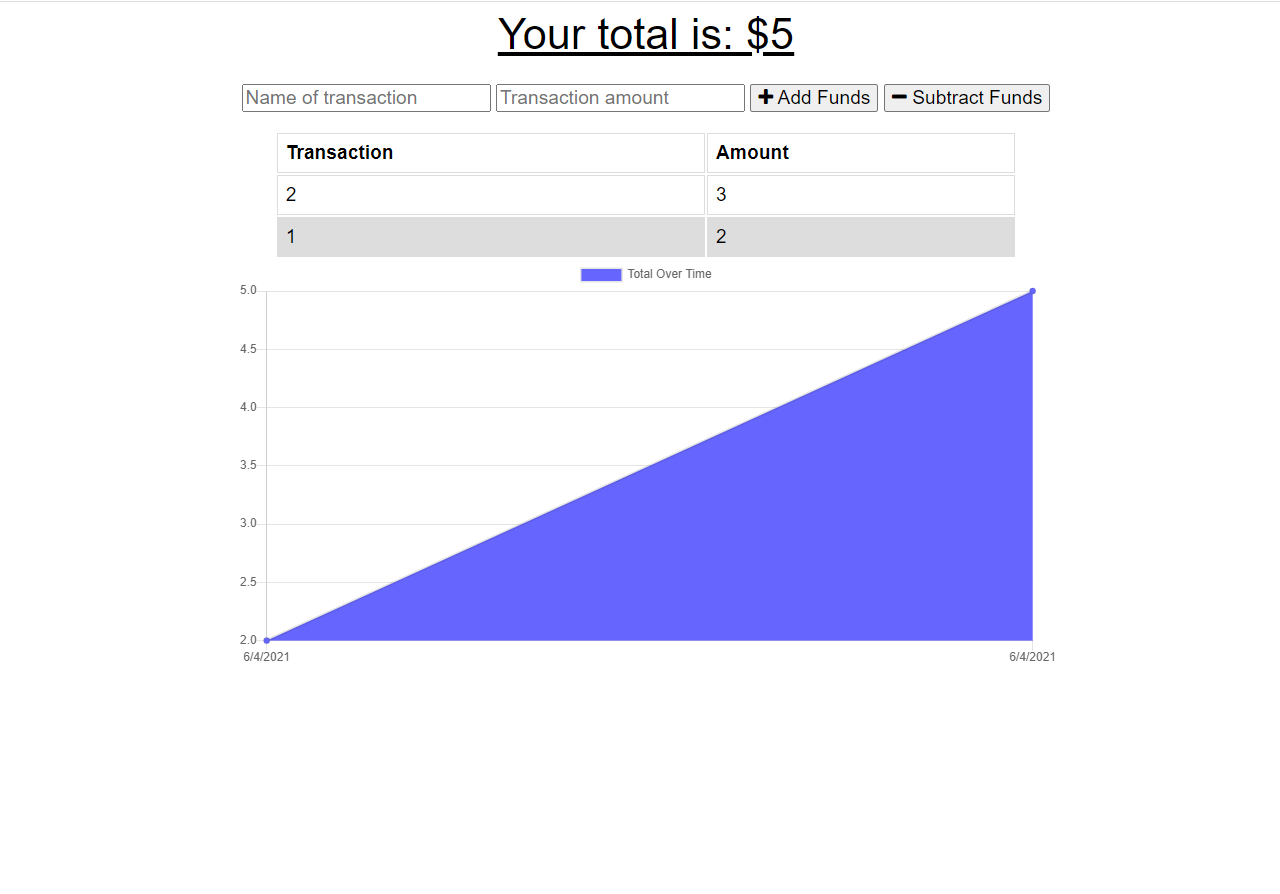 Your total is: $5
Name of transaction Transaction amount Add Funds Subtract Funds
Transaction Amount
2 3
1 2
Total Over Time
5.0
4.5
4.0
3.5
3.0
2.5
2.0
6/4/2021 6/4/2021